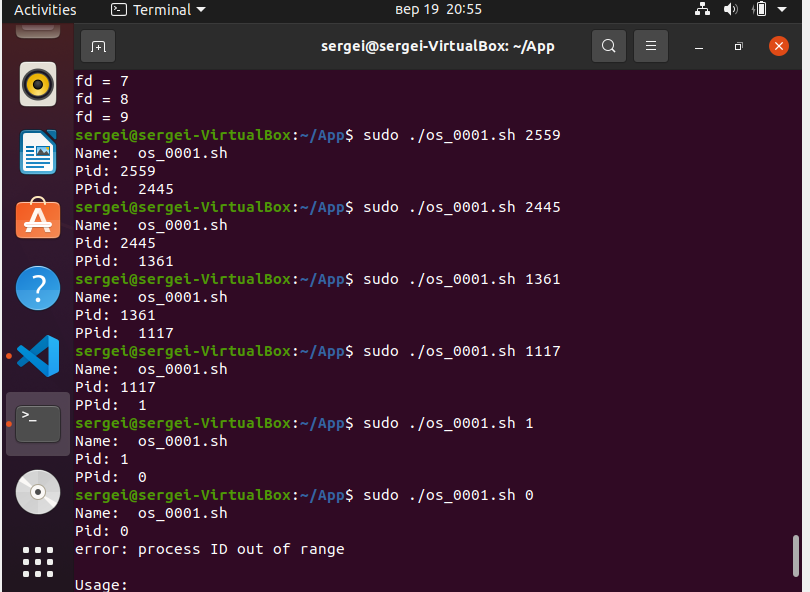 Activities Terminal вер 19 20:55
sergei@sergei-VirtualBox: ~/App
fd = 7
fd = 8
fd = 9
sergei@sergei-VirtualBox:~/App$ sudo ./os_0001.sh 2559
Name: os_0001.sh
Pid: 2559
PPid: 2445
sergei@sergei-VirtualBox:~/App$ sudo ./os_0001.sh 2445
Name: os_0001.sh
Pid: 2445
PPid: 1361
sergei@sergei-VirtualBox:~/App$ sudo ./os_0001.sh 1361
Name: os_0001.sh
Pid: 1361
PPid: 1117
sergei@sergei-VirtualBox:~/App$ sudo ./os_0001.sh 1117
Name: os_0001.sh
Pid: 1117
PPid: 1
sergei@sergei-VirtualBox:~/App$ sudo ./os_0001.sh 1
Name: os_0001.sh
Pid: 1
PPid: 0
sergei@sergei-VirtualBox:~/App$ sudo ./os_0001.sh 0
Name: os_0001.sh
Pid: 0
error: process ID out of range
Usage: